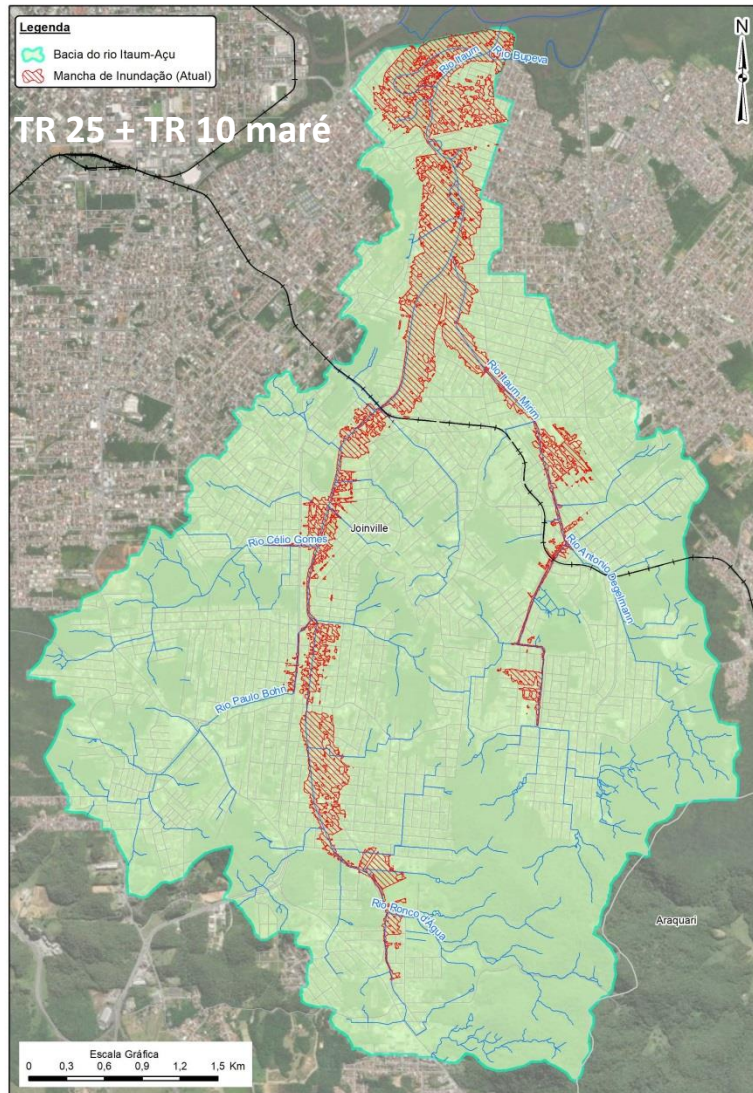 Legenda
Bacia do rio Itaum-Açu
Mancha de Inundação (Atual)
N
TR 25 + TR 10 maré
Rio Itaum
Rio Bupeva
Rio Itaum-Mirim
Joinville
Rio Célio Gomes
Rio Antonio Degelmann
Rio Paulo Bohn
Rio Ronco d'Água
Araquari
Escala Gráfica
0 0,3 0,6 0,9 1,2 1,5 Km